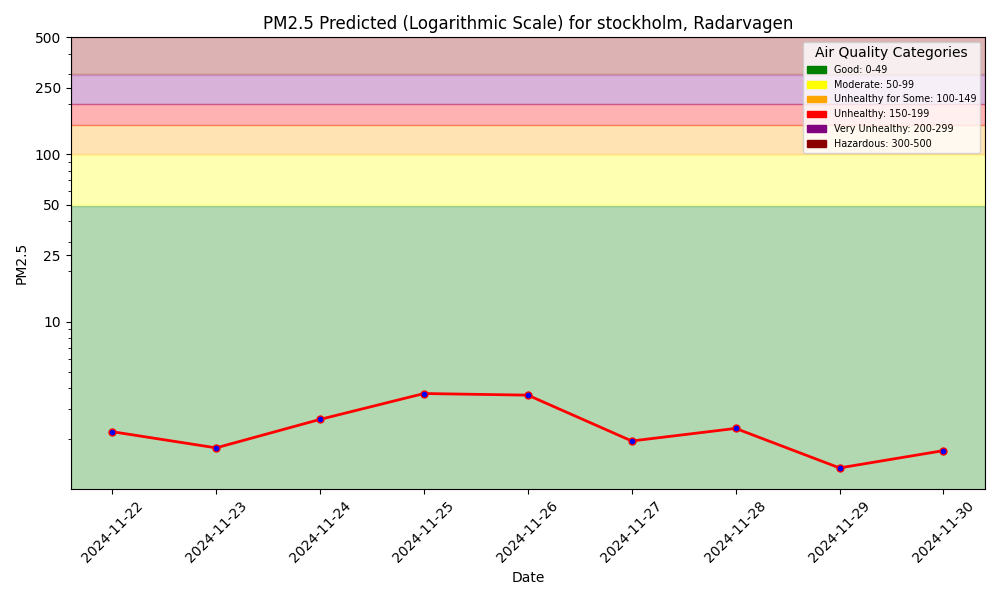 PM2.5 Predicted (Logarithmic Scale) for stockholm, Radarvagen
500
250
100
50
25
10
PM2.5
Air Quality Categories
Good: 0-49
Moderate: 50-99
Unhealthy for Some: 100-149
Unhealthy: 150-199
Very Unhealthy: 200-299
Hazardous: 300-500
2024-11-22
2024-11-23
2024-11-24
2024-11-25
2024-11-26
2024-11-27
2024-11-28
2024-11-29
2024-11-30
Date